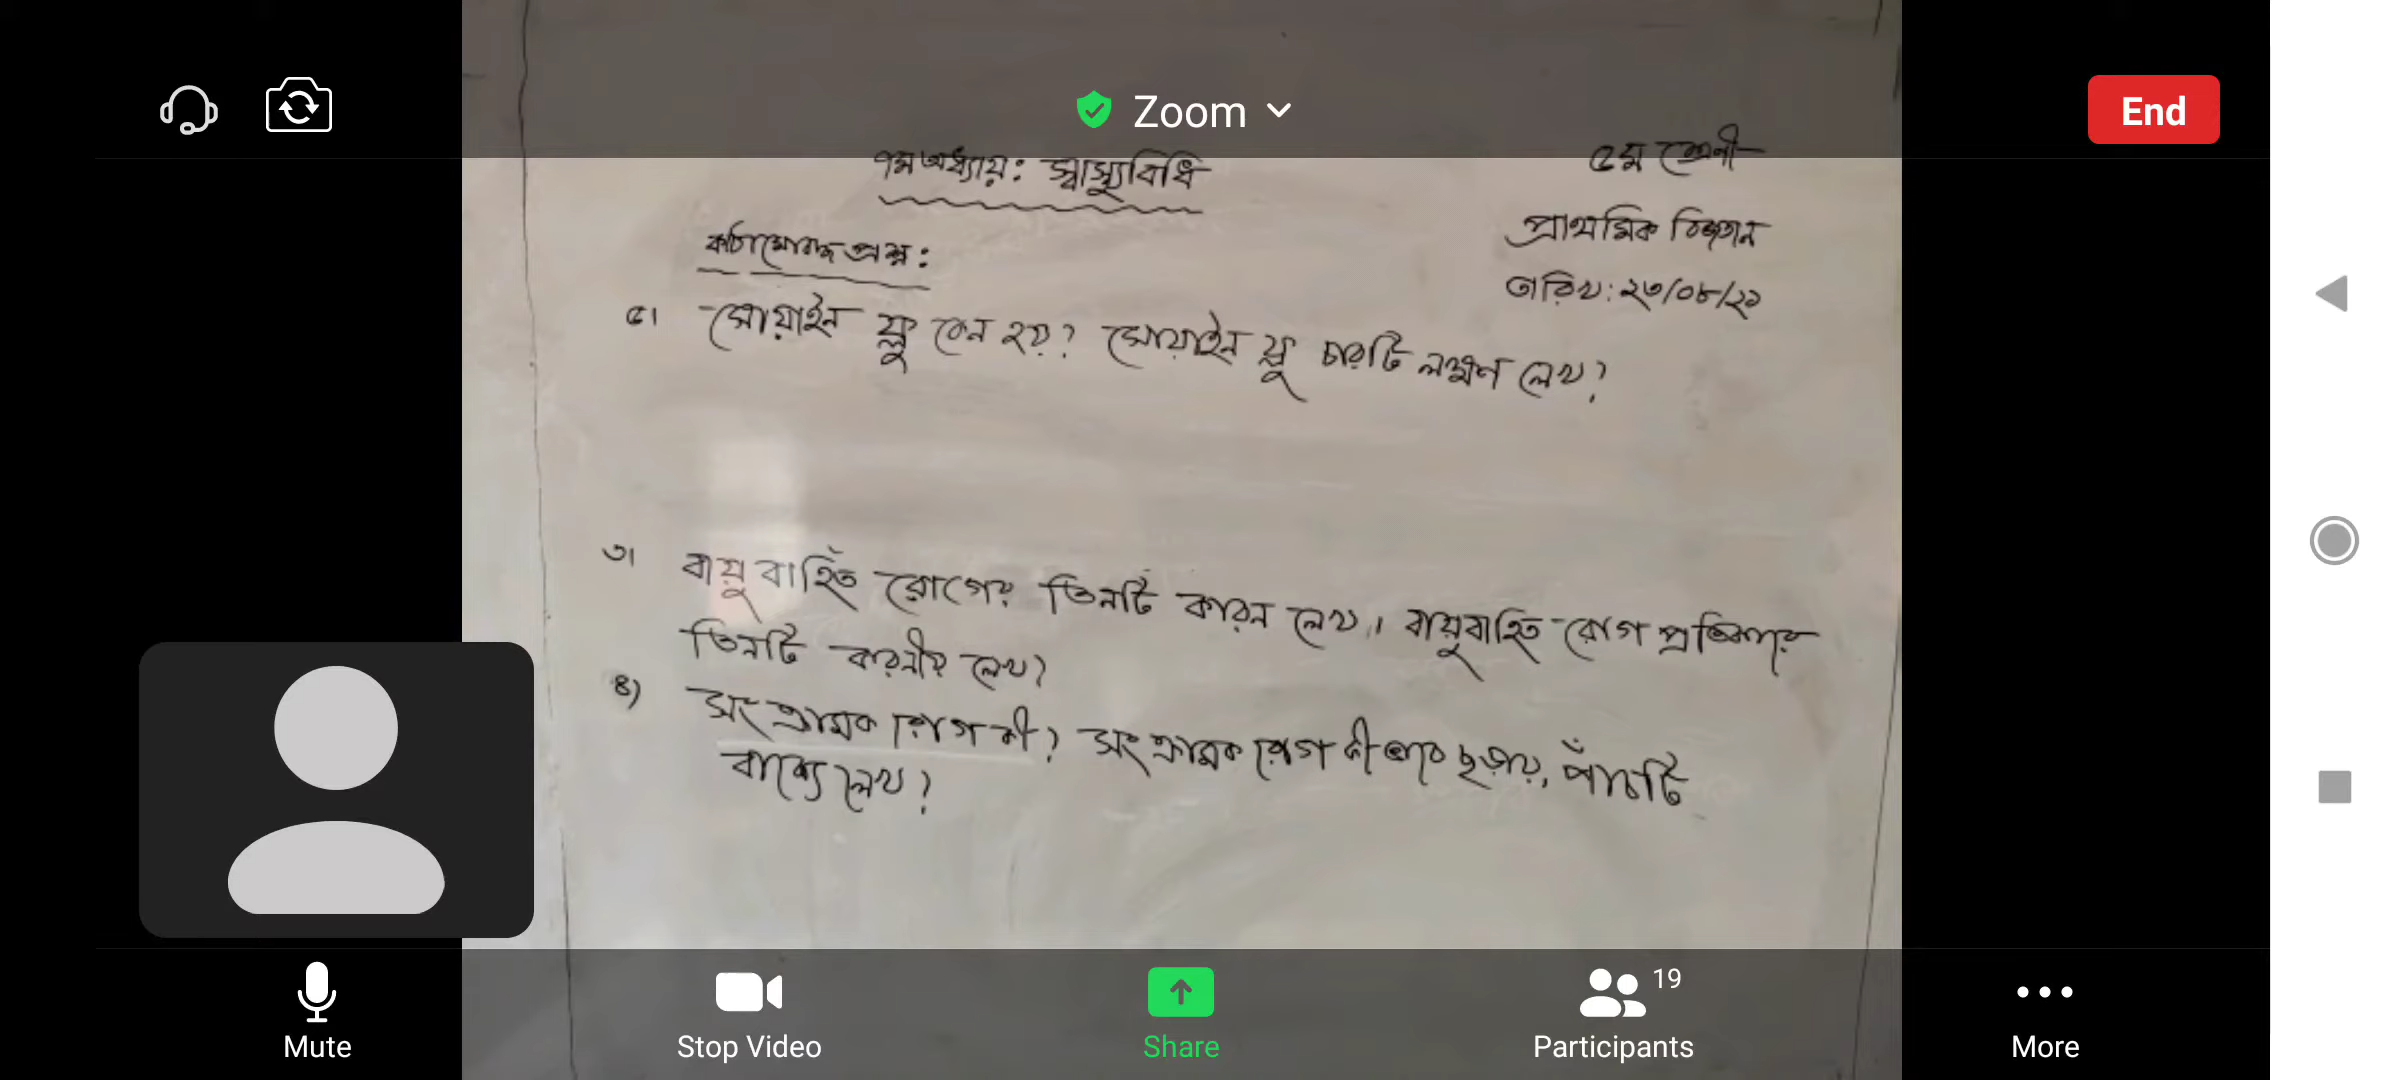 Zoom
End
৭ম অধ্যায়: স্বাস্থ্যবিধি
৫ম শ্রেণী
প্রাথমিক বিজ্ঞান
তারিখ: ২৩/০৮/২১
কাঠামোবদ্ধ প্রশ্ন:
৫। সোয়াইন ফ্লু কেন হয়? সোয়াইন ফ্লু চারটি লক্ষণ লেখ?
৩। বায়ুবাহিত রোগের তিনটি কারন লেখ। বায়ুবাহিত রোগ প্রতিকারে
তিনটি করনীয় লেখ?
৪) সংক্রামক রোগ কী? সংক্রামক রোগ কীভাবে ছড়ায়, পাঁচটি
বাক্যে লেখ?
Mute
Stop Video
Share
Participants
19
More